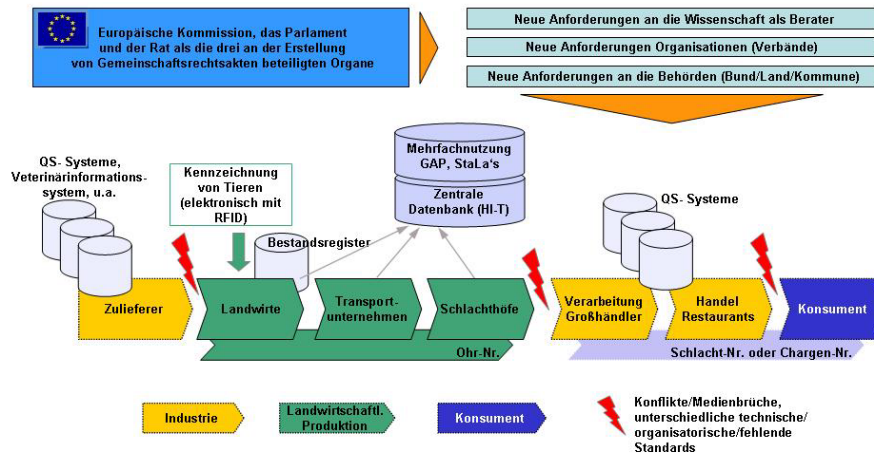 Europäische Kommission, das Parlament
und der Rat als die drei an der Erstellung
von Gemeinschaftsrechtsakten beteiligten Organe
Neue Anforderungen an die Wissenschaft als Berater
Neue Anforderungen Organisationen (Verbände)
Neue Anforderungen an die Behörden (Bund/Land/Kommune)
QS- Systeme,
Veterinärinformations-
system, u.a.
Kennzeichnung
von Tieren
(elektronisch mit
RFID)
Bestandsregister
Mehrfachnutzung
GAP, StaLa's
Zentrale
Datenbank (HI-T)
QS- Systeme
Zulieferer
Landwirte
Transport-
unternehmen
Schlachthöfe
Verarbeitung
Großhändler
Handel
Restaurants
Konsument
Ohr-Nr.
Schlacht-Nr. oder Chargen-Nr.
Industrie
Landwirtschaftl.
Produktion
Konsument
Konflikte/Medienbrüche,
unterschiedliche technische/
organisatorische/fehlende
Standards